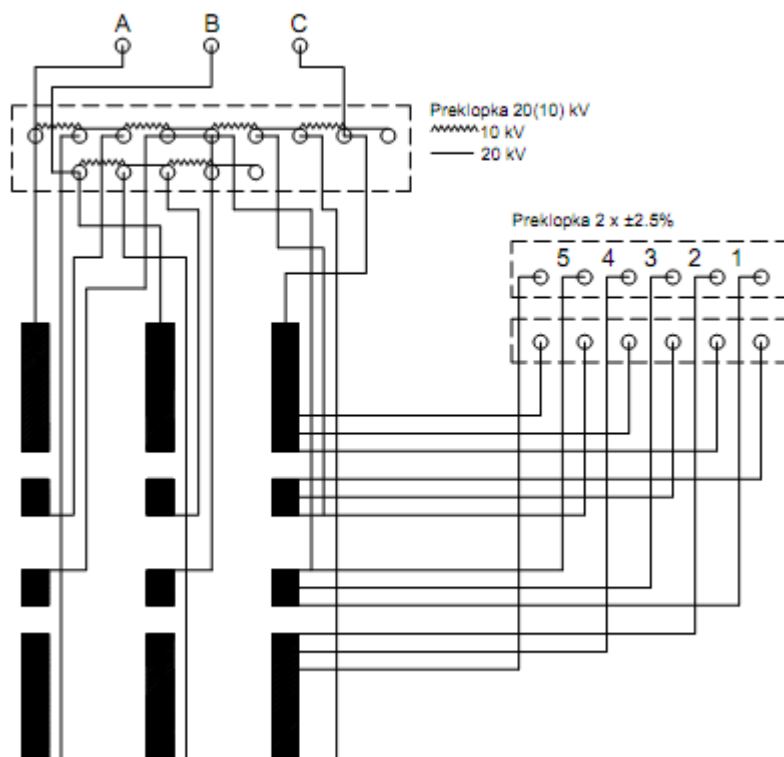 A B C
Preklopka 20(10) kV
10 kV
20 kV
Preklopka 2 x ±2.5%
5 4 3 2 1